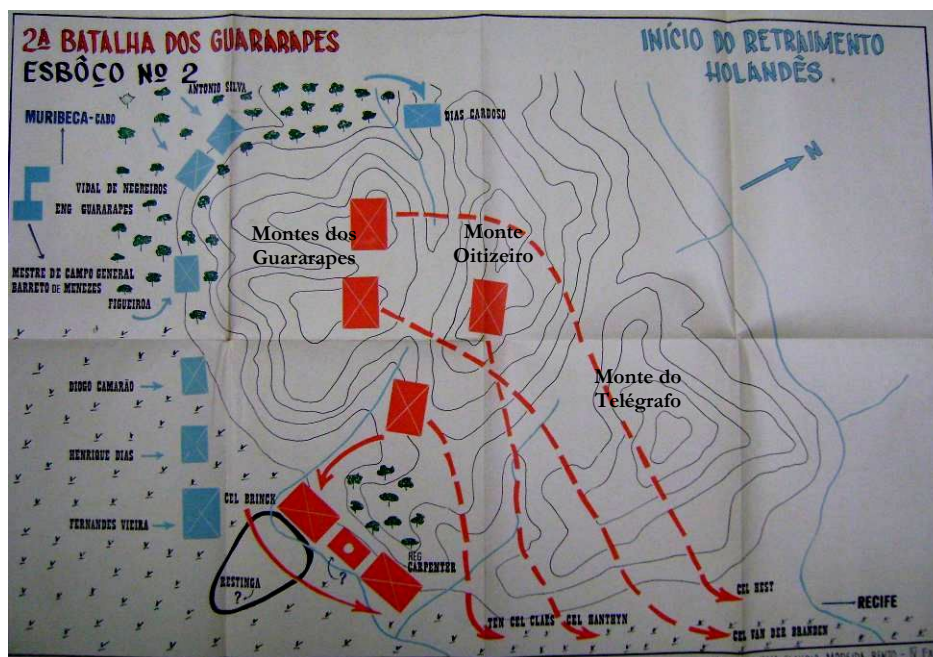 2ª BATALHA DOS GUARARAPES
ESBÔÇO Nº 2
INÍCIO DO RETRAIMENTO
HOLANDÊS.
ANTONIO SILVA
DIAS CARDOSO
MURIBECA-CABO
N
VIDAL DE NEGREIROS
ENG GUARARAPES
Montes dos
Guararapes
Monte
Oitizeiro
MESTRE DE CAMPO GENERAL
BARRETO DE MENEZES
FIGUEIROA
DIOGO CAMARÃO
Monte do
Telégrafo
HENRIQUE DIAS
CEL BRINCK
FERNANDES VIEIRA
REG
CARPENTER
RESTINGA
?
?
CEL HEST
RECIFE
TEN CEL CLAES
CEL HANTHYN
CEL VAN DER BRANDEN